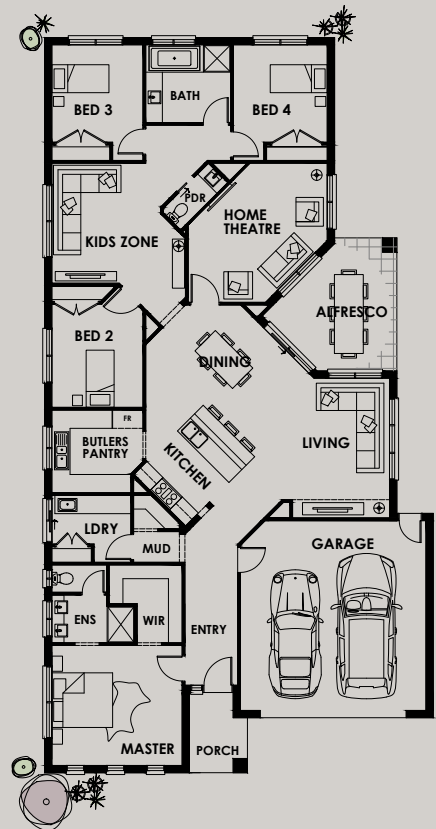 BATH
BED 3
BED 4
PDR
HOME
THEATRE
KIDS ZONE
ALFRESCO
BED 2
DINING
FR
BUTLERS
PANTRY
LIVING
KITCHEN
LDRY
MUD
GARAGE
ENS
WIR
ENTRY
MASTER
PORCH